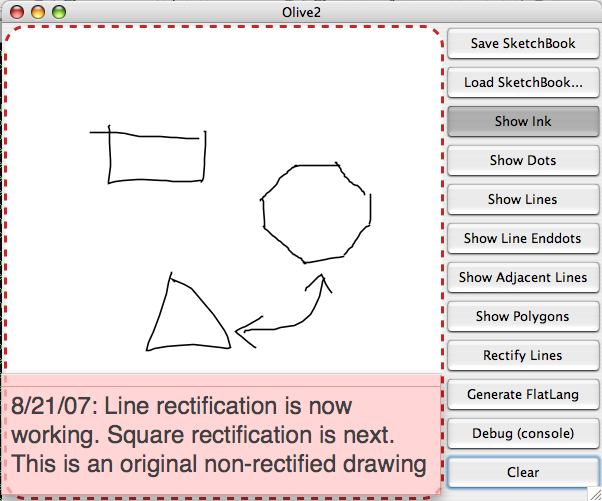 Olive2
Save SketchBook
Load SketchBook...
Show Ink
Show Dots
Show Lines
Show Line Enddots
Show Adjacent Lines
Show Polygons
Rectify Lines
Generate FlatLang
Debug (console)
Clear
8/21/07: Line rectification is now
working. Square rectification is next.
This is an original non-rectified drawing